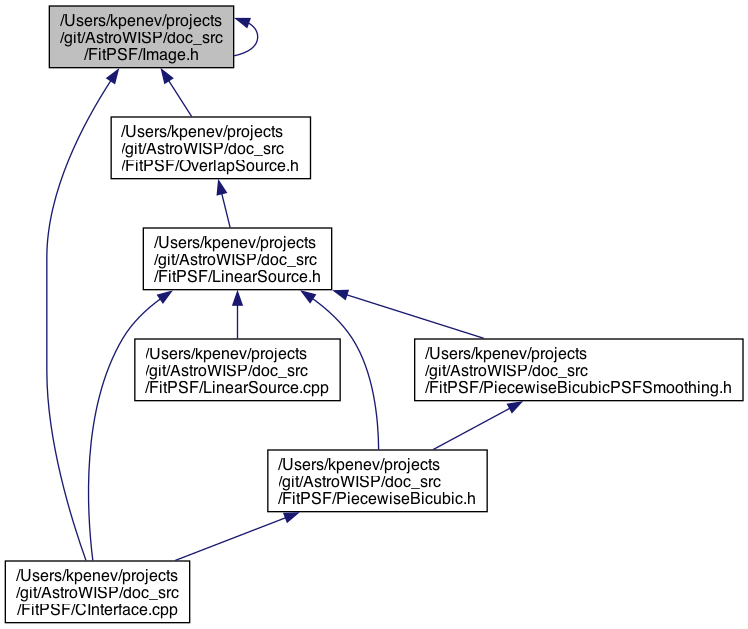 /Users/kpenev/projects
/git/AstroWISP/doc_src
/FitPSF/Image.h
/Users/kpenev/projects
/git/AstroWISP/doc_src
/FitPSF/OverlapSource.h
/Users/kpenev/projects
/git/AstroWISP/doc_src
/FitPSF/LinearSource.h
/Users/kpenev/projects
/git/AstroWISP/doc_src
/FitPSF/LinearSource.cpp
/Users/kpenev/projects
/git/AstroWISP/doc_src
/FitPSF/PiecewiseBicubicPSFSmoothing.h
/Users/kpenev/projects
/git/AstroWISP/doc_src
/FitPSF/PiecewiseBicubic.h
/Users/kpenev/projects
/git/AstroWISP/doc_src
/FitPSF/CInterface.cpp